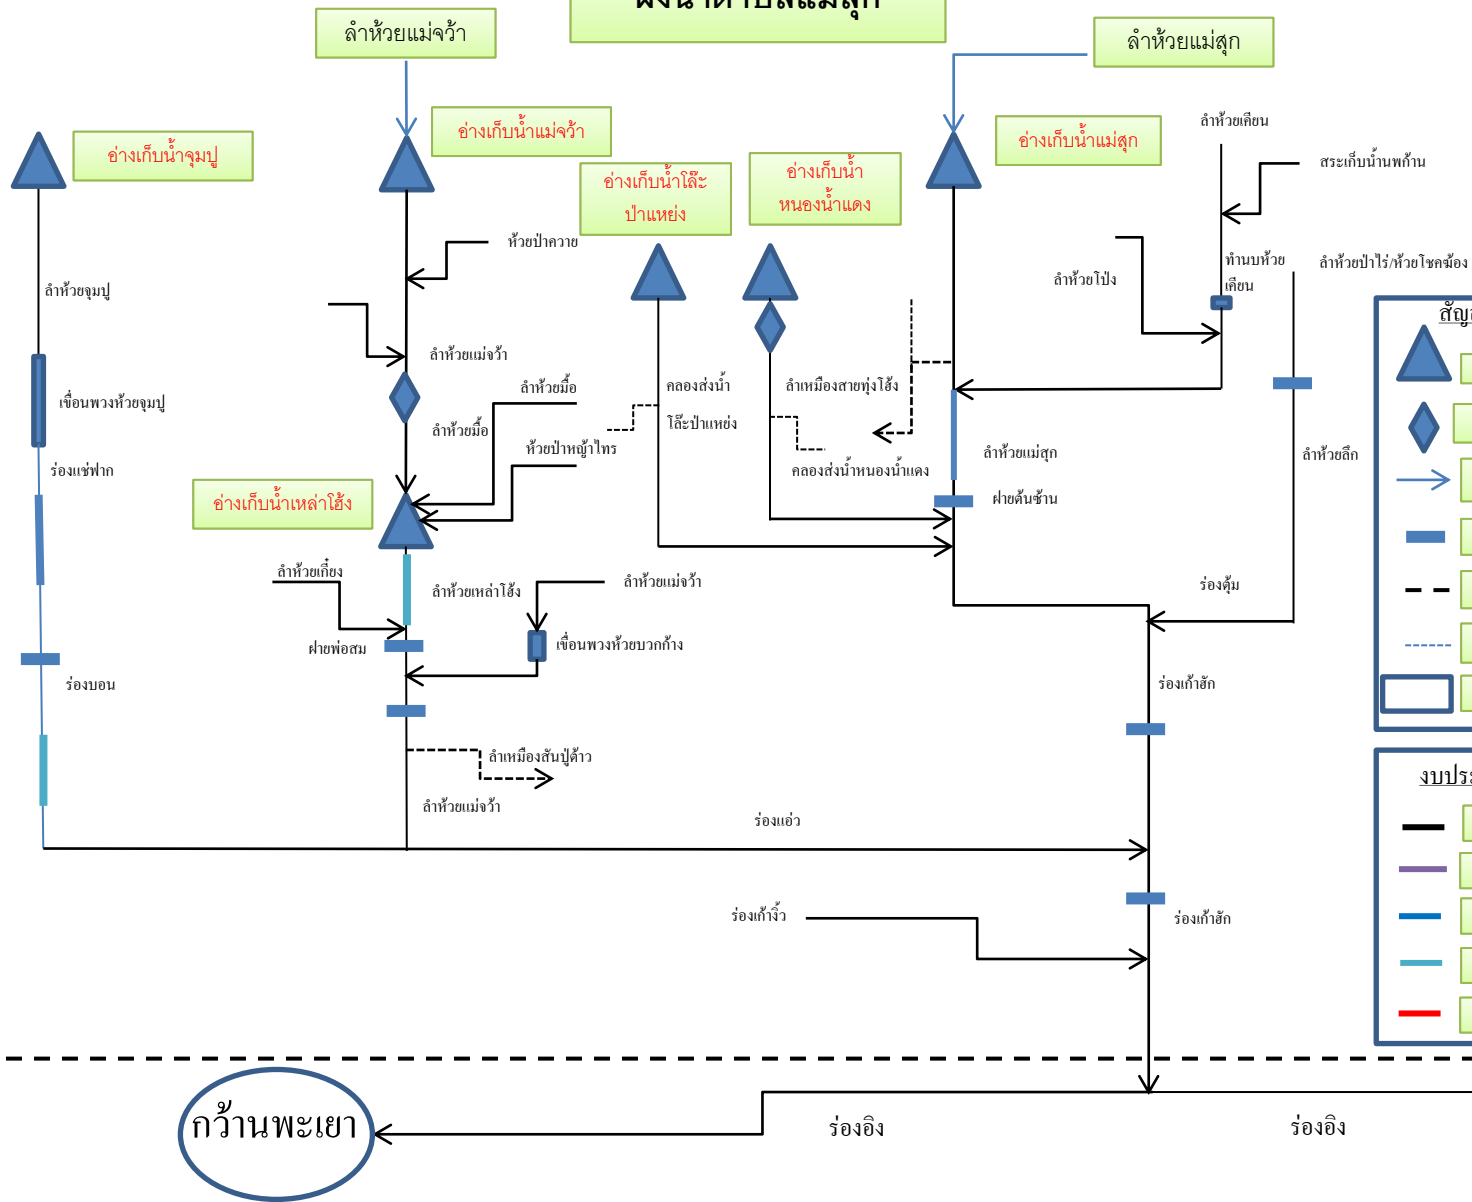 ผังน้ำตำบลแม่สุก
ลำห้วยแม่จว้า
ลำห้วยแม่สุก
อ่างเก็บน้ำจุมปู
อ่างเก็บน้ำแม่จว้า
อ่างเก็บน้ำโล๊ะ
ป่าแหย่ง
อ่างเก็บน้ำ
หนองน้ำแดง
อ่างเก็บน้ำแม่สุก
ลำห้วยเคียน
สระเก็บน้ำนพก้าน
ห้วยป่าควาย
ทำนบห้วย
เคียน
ลำห้วยป่าไร่/ห้วยโชคฆ้อง
ลำห้วยโป่ง
ลำห้วยจุมปู
ลำห้วยแม่จว้า
ลำห้วยมื้อ
คลองส่งน้ำ
โล๊ะป่าแหย่ง
ลำเหมืองสายทุ่งโฮ้ง
เขื่อนพวงห้วยจุมปู
ลำห้วยมื้อ
ห้วยป่าหญ้าไทร
คลองส่งน้ำหนองน้ำแดง
ลำห้วยแม่สุก
ลำห้วยลึก
ร่องแช่ฟาก
อ่างเก็บน้ำเหล่าโฮ้ง
ฝายต้นซ้าน
ลำห้วยเกี๋ยง
ลำห้วยเหล่าโฮ้ง
ลำห้วยแม่จว้า
ร่องตุ้ม
ฝายพ่อสม
เขื่อนพวงห้วยบวกก้าง
ร่องบอน
ร่องเก้าฮัก
ลำเหมืองสันปู่ต้าว
ลำห้วยแม่จว้า
ร่องแอ่ว
ร่องเก้างิ้ว
ร่องเก้าฮัก
กว๊านพะเยา
ร่องอิง
ร่องอิง